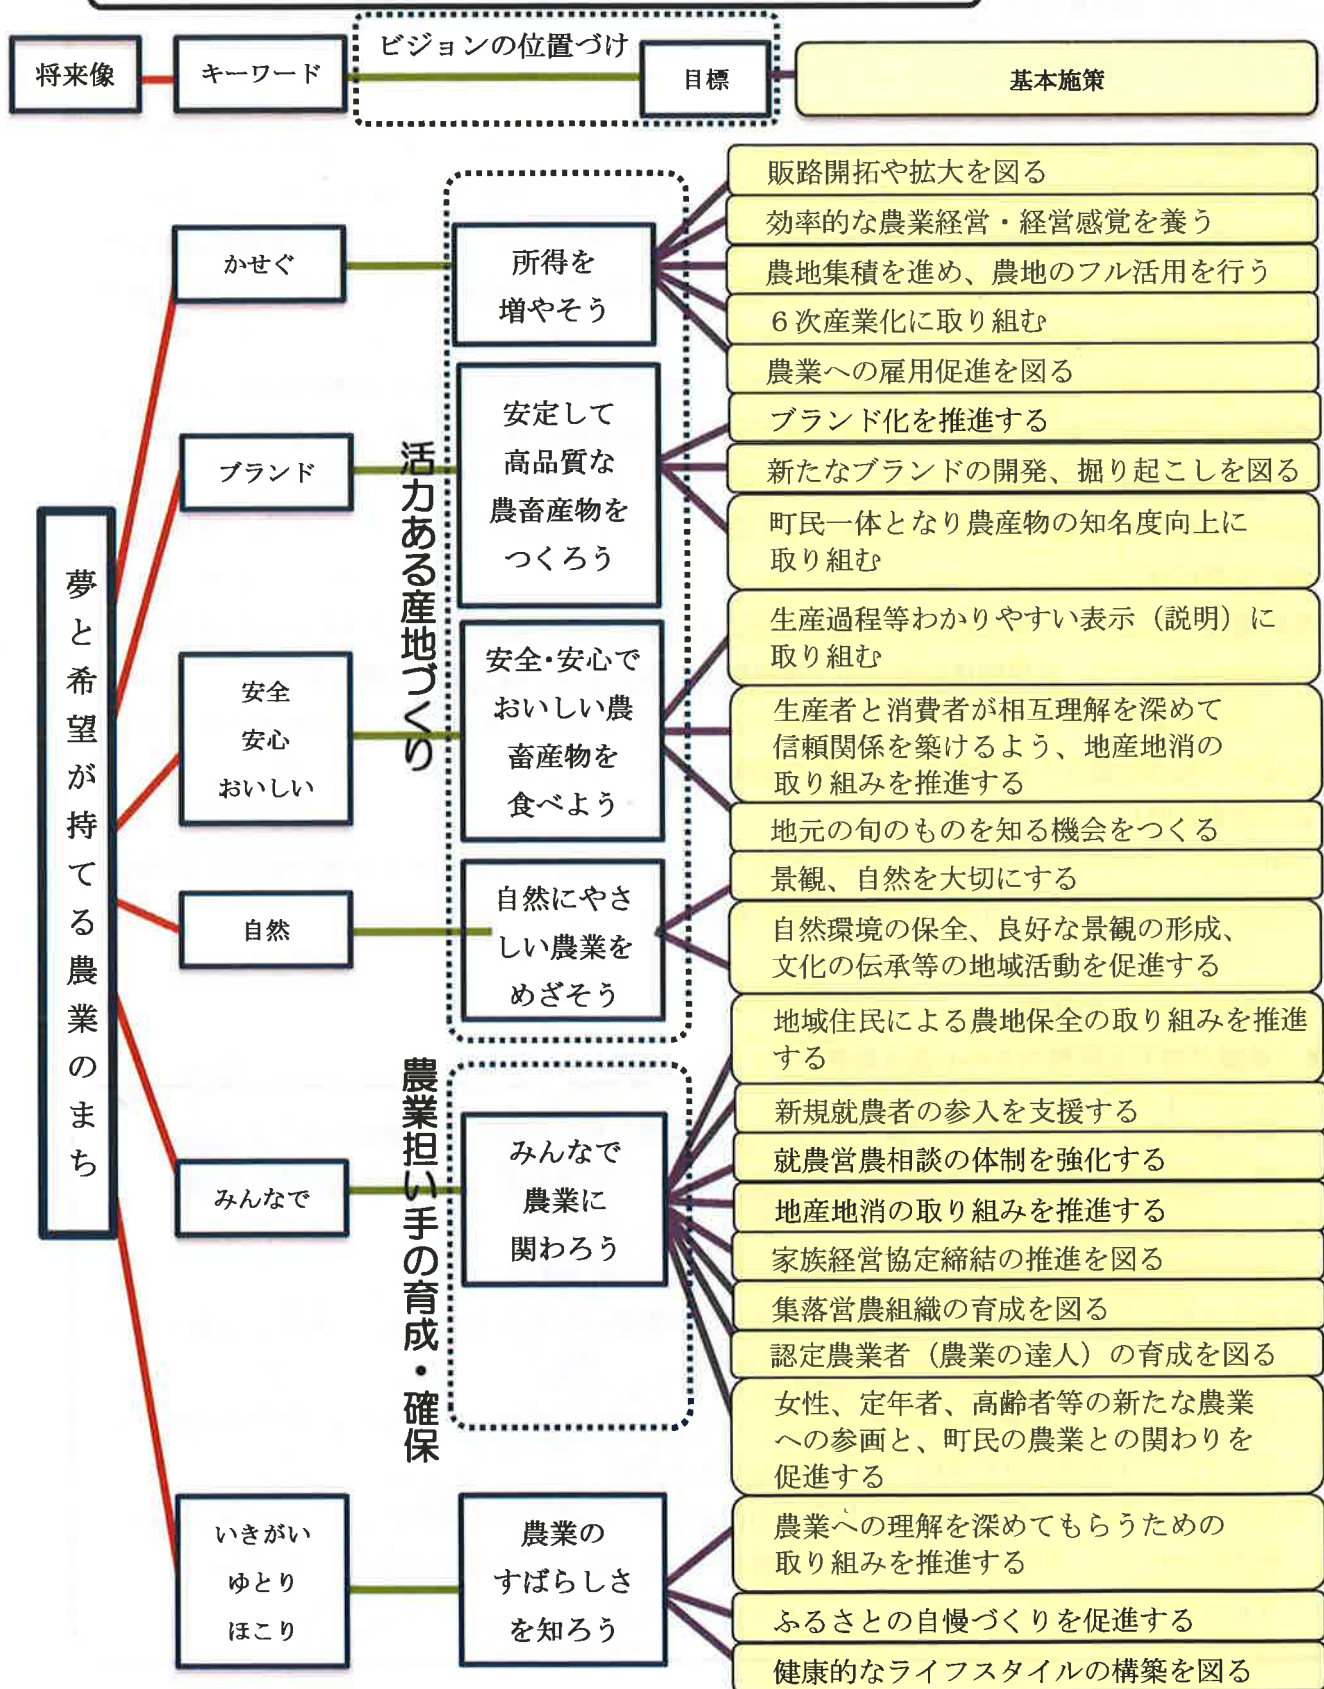 将来像
キーワード
ビジョンの位置づけ
目標
基本施策
夢と希望が持てる農業のまち
活力ある産地づくり
農業担い手の育成・確保
かせぐ
所得を
増やそう
販路開拓や拡大を図る
効率的な農業経営・経営感覚を養う
農地集積を進め、農地のフル活用を行う
6次産業化に取り組む
農業への雇用促進を図る
ブランド
安定して
高品質な
農畜産物を
つくろう
ブランド化を推進する
新たなブランドの開発、掘り起こしを図る
町民一体となり農産物の知名度向上に
取り組む
安全
安心
おいしい
安全・安心で
おいしい農
畜産物を
食べよう
生産過程等わかりやすい表示（説明）に
取り組む
生産者と消費者が相互理解を深めて
信頼関係を築けるよう、地産地消の
取り組みを推進する
地元の旬のものを知る機会をつくる
自然
自然にやさ
しい農業を
めざそう
景観、自然を大切にする
自然環境の保全、良好な景観の形成、
文化の伝承等の地域活動を促進する
みんなで
みんなで
農業に
関わろう
地域住民による農地保全の取り組みを推進
する
新規就農者の参入を支援する
就農営農相談の体制を強化する
地産地消の取り組みを推進する
家族経営協定締結の推進を図る
集落営農組織の育成を図る
認定農業者（農業の達人）の育成を図る
女性、定年者、高齢者等の新たな農業
への参画と、町民の農業との関わりを
促進する
いきがい
ゆとり
ほこり
農業の
すばらしさ
を知ろう
農業への理解を深めてもらうための
取り組みを推進する
ふるさとの自慢づくりを促進する
健康的なライフスタイルの構築を図る